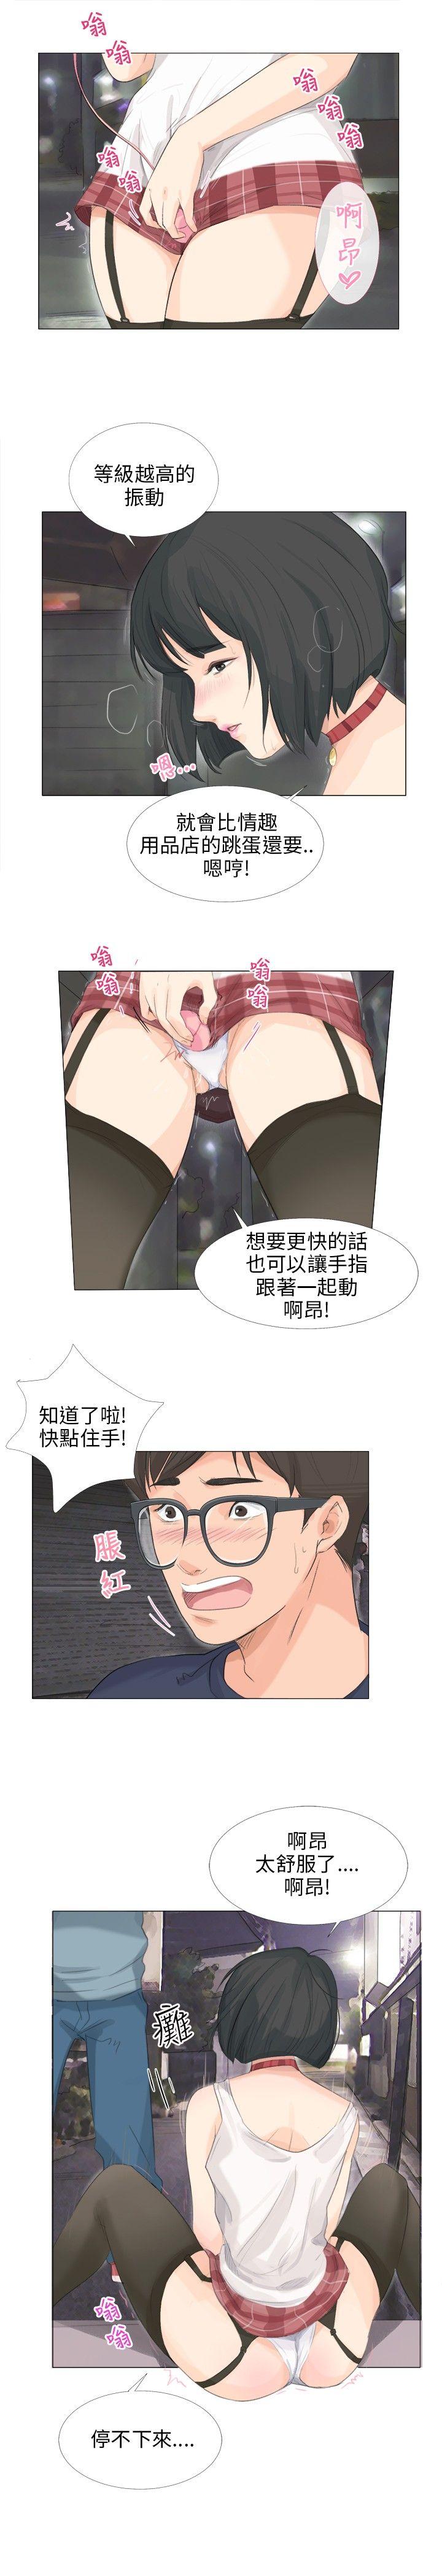 嗡
嗡
嗡
嗡
嗡
嗡
嗡
啊
昂
等級越高的
振動
嗯...
就會比情趣
用品店的跳蛋還要..
嗯哼!
嗡
嗡
嗡
嗡
想要更快的話
也可以讓手指
跟著一起動
啊昂!
知道了啦!
快點住手!
脹
紅
啊昂
太舒服了....
啊昂!
癱
嗡
嗡
停不下來....